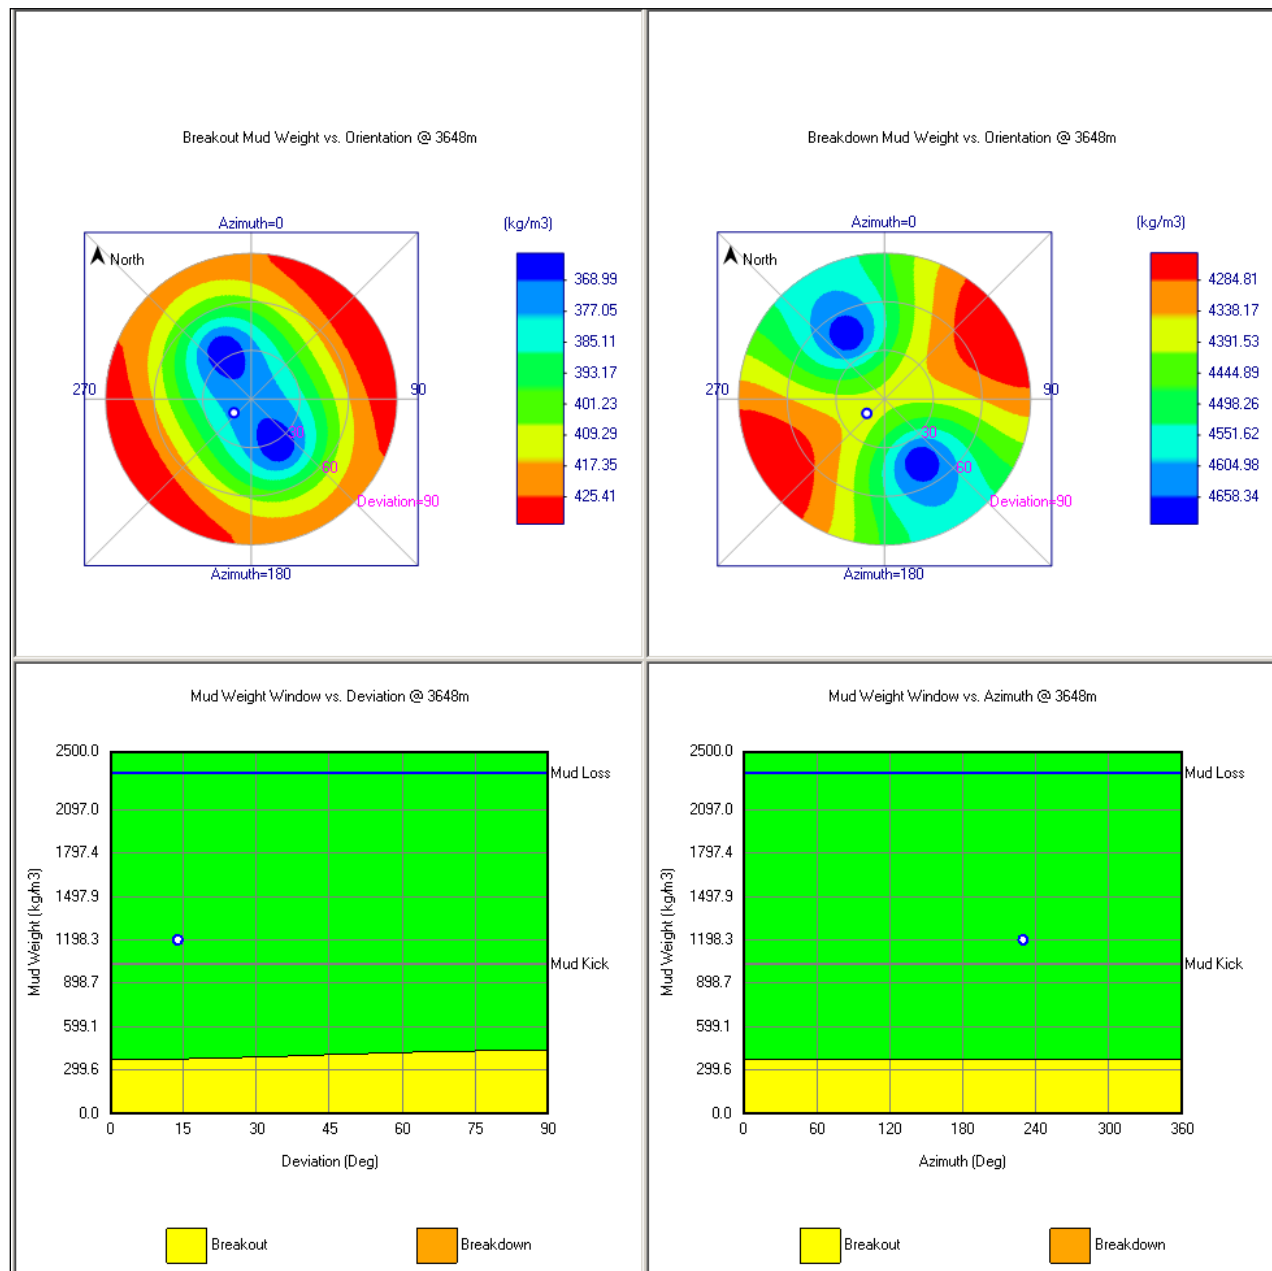 Breakout Mud Weight vs. Orientation @ 3648m
Azimuth=0
(kg/m3)
North
368.99
377.05
385.11
393.17
401.23
409.29
417.35
425.41
270
90
30
60
Deviation=90
Azimuth=180
Breakdown Mud Weight vs. Orientation @ 3648m
Azimuth=0
(kg/m3)
North
4284.81
4338.17
4391.53
4444.89
4498.26
4551.62
4604.98
4658.34
270
90
30
60
Deviation=90
Azimuth=180
Mud Weight Window vs. Deviation @ 3648m
2500.0
2097.0
1797.4
1497.9
1198.3
898.7
599.1
299.6
0.0
Mud Weight (kg/m3)
Mud Loss
Mud Kick
0 15 30 45 60 75 90
Deviation (Deg)
Breakout
Breakdown
Mud Weight Window vs. Azimuth @ 3648m
2500.0
2097.0
1797.4
1497.9
1198.3
898.7
599.1
299.6
0.0
Mud Weight (kg/m3)
Mud Loss
Mud Kick
0 60 120 180 240 300 360
Azimuth (Deg)
Breakout
Breakdown